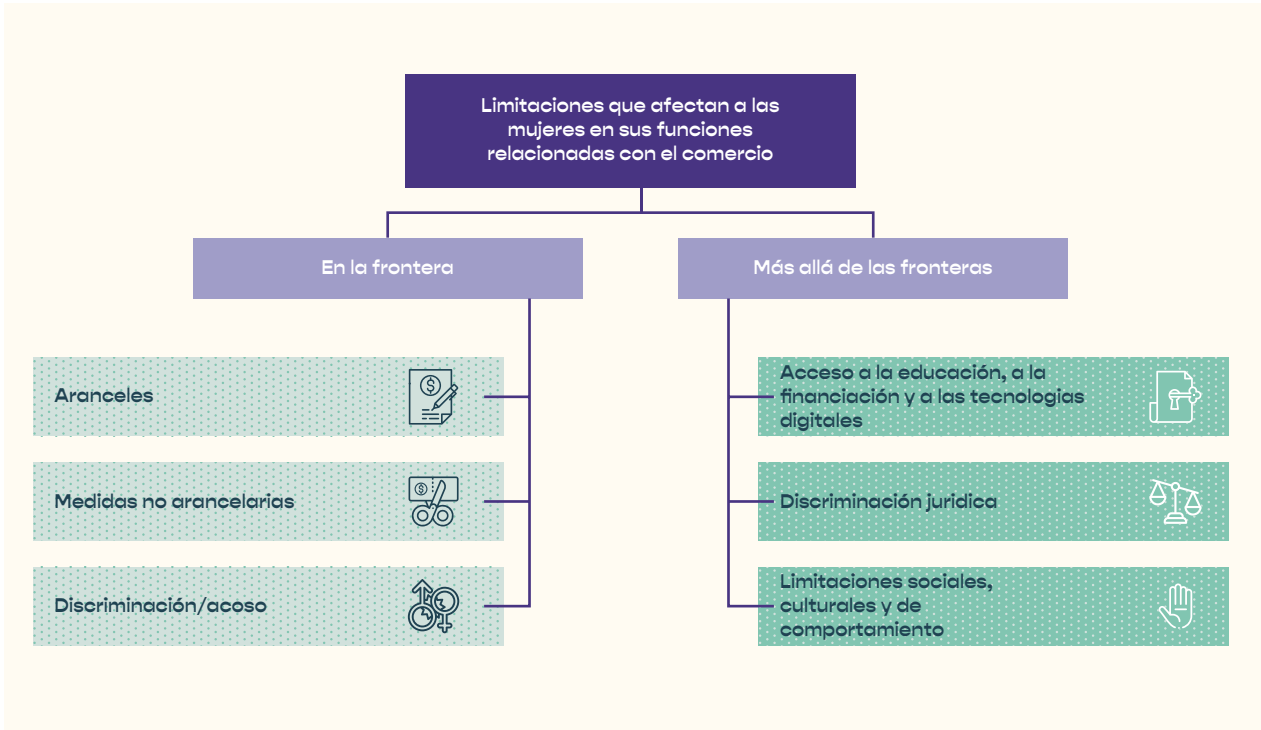 Limitaciones que afectan a las
mujeres en sus funciones
relacionadas con el comercio
En la frontera
Más allá de las fronteras
Aranceles
Medidas no arancelarias
Discriminación/acoso
Acceso a la educación, a la
financiación y a las tecnologias
digitales
Discriminación juridica
Limitaciones sociales,
culturales y de
comportamiento